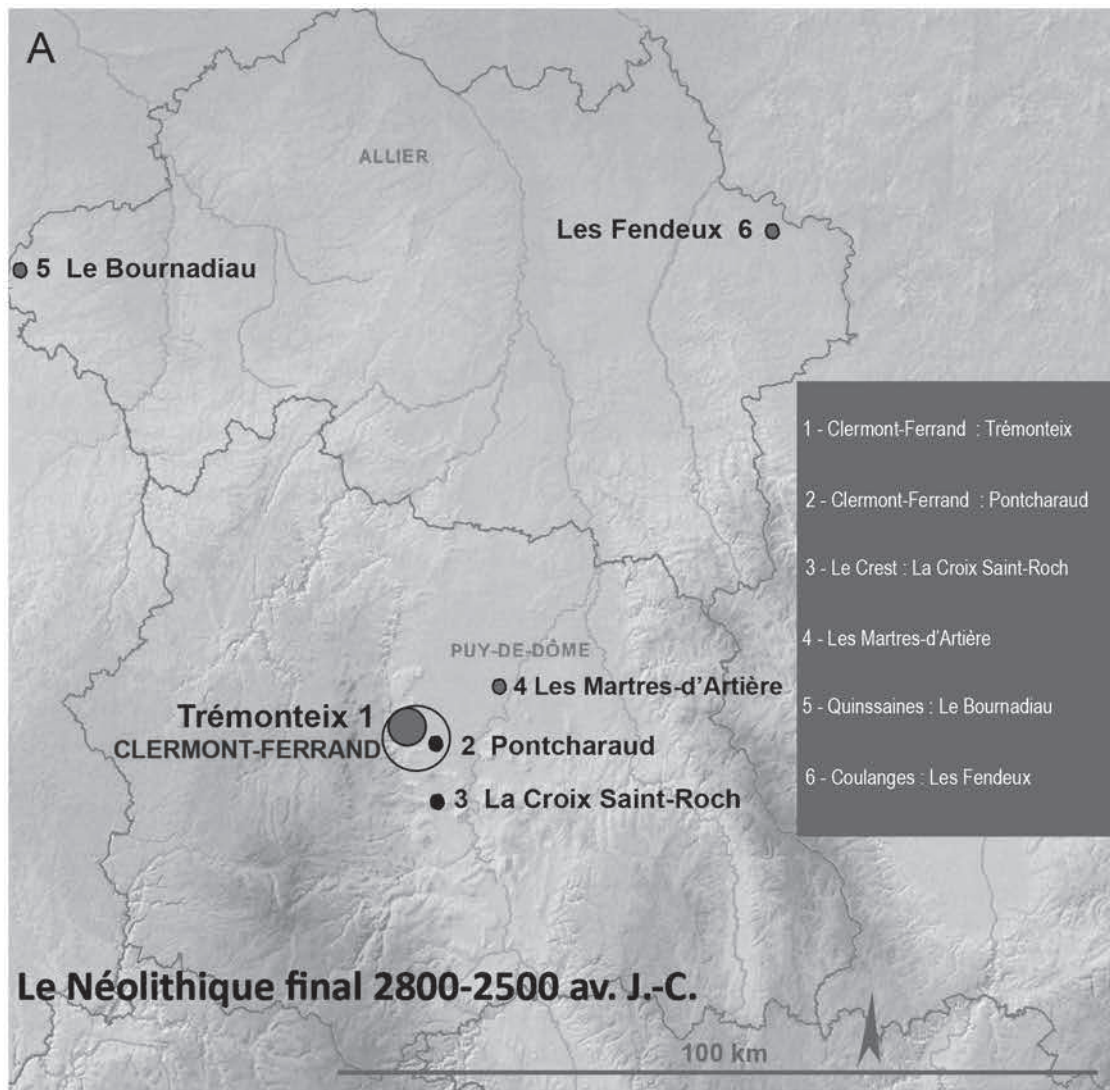 A
ALLIER
Les Fendeux 6
5 Le Bournadiau
1 - Clermont-Ferrand : Trémonteix
2 - Clermont-Ferrand : Pontcharaud
3 - Le Crest : La Croix Saint-Roch
4 - Les Martres-d'Artière
5 - Quinssaines : Le Bournadiau
6 - Coulanges : Les Fendeux
PUY-DE-DÔME
4 Les Martres-d'Artière
Trémonteix 1
CLERMONT-FERRAND
2 Pontcharaud
3 La Croix Saint-Roch
Le Néolithique final 2800-2500 av. J.-C.
100 km